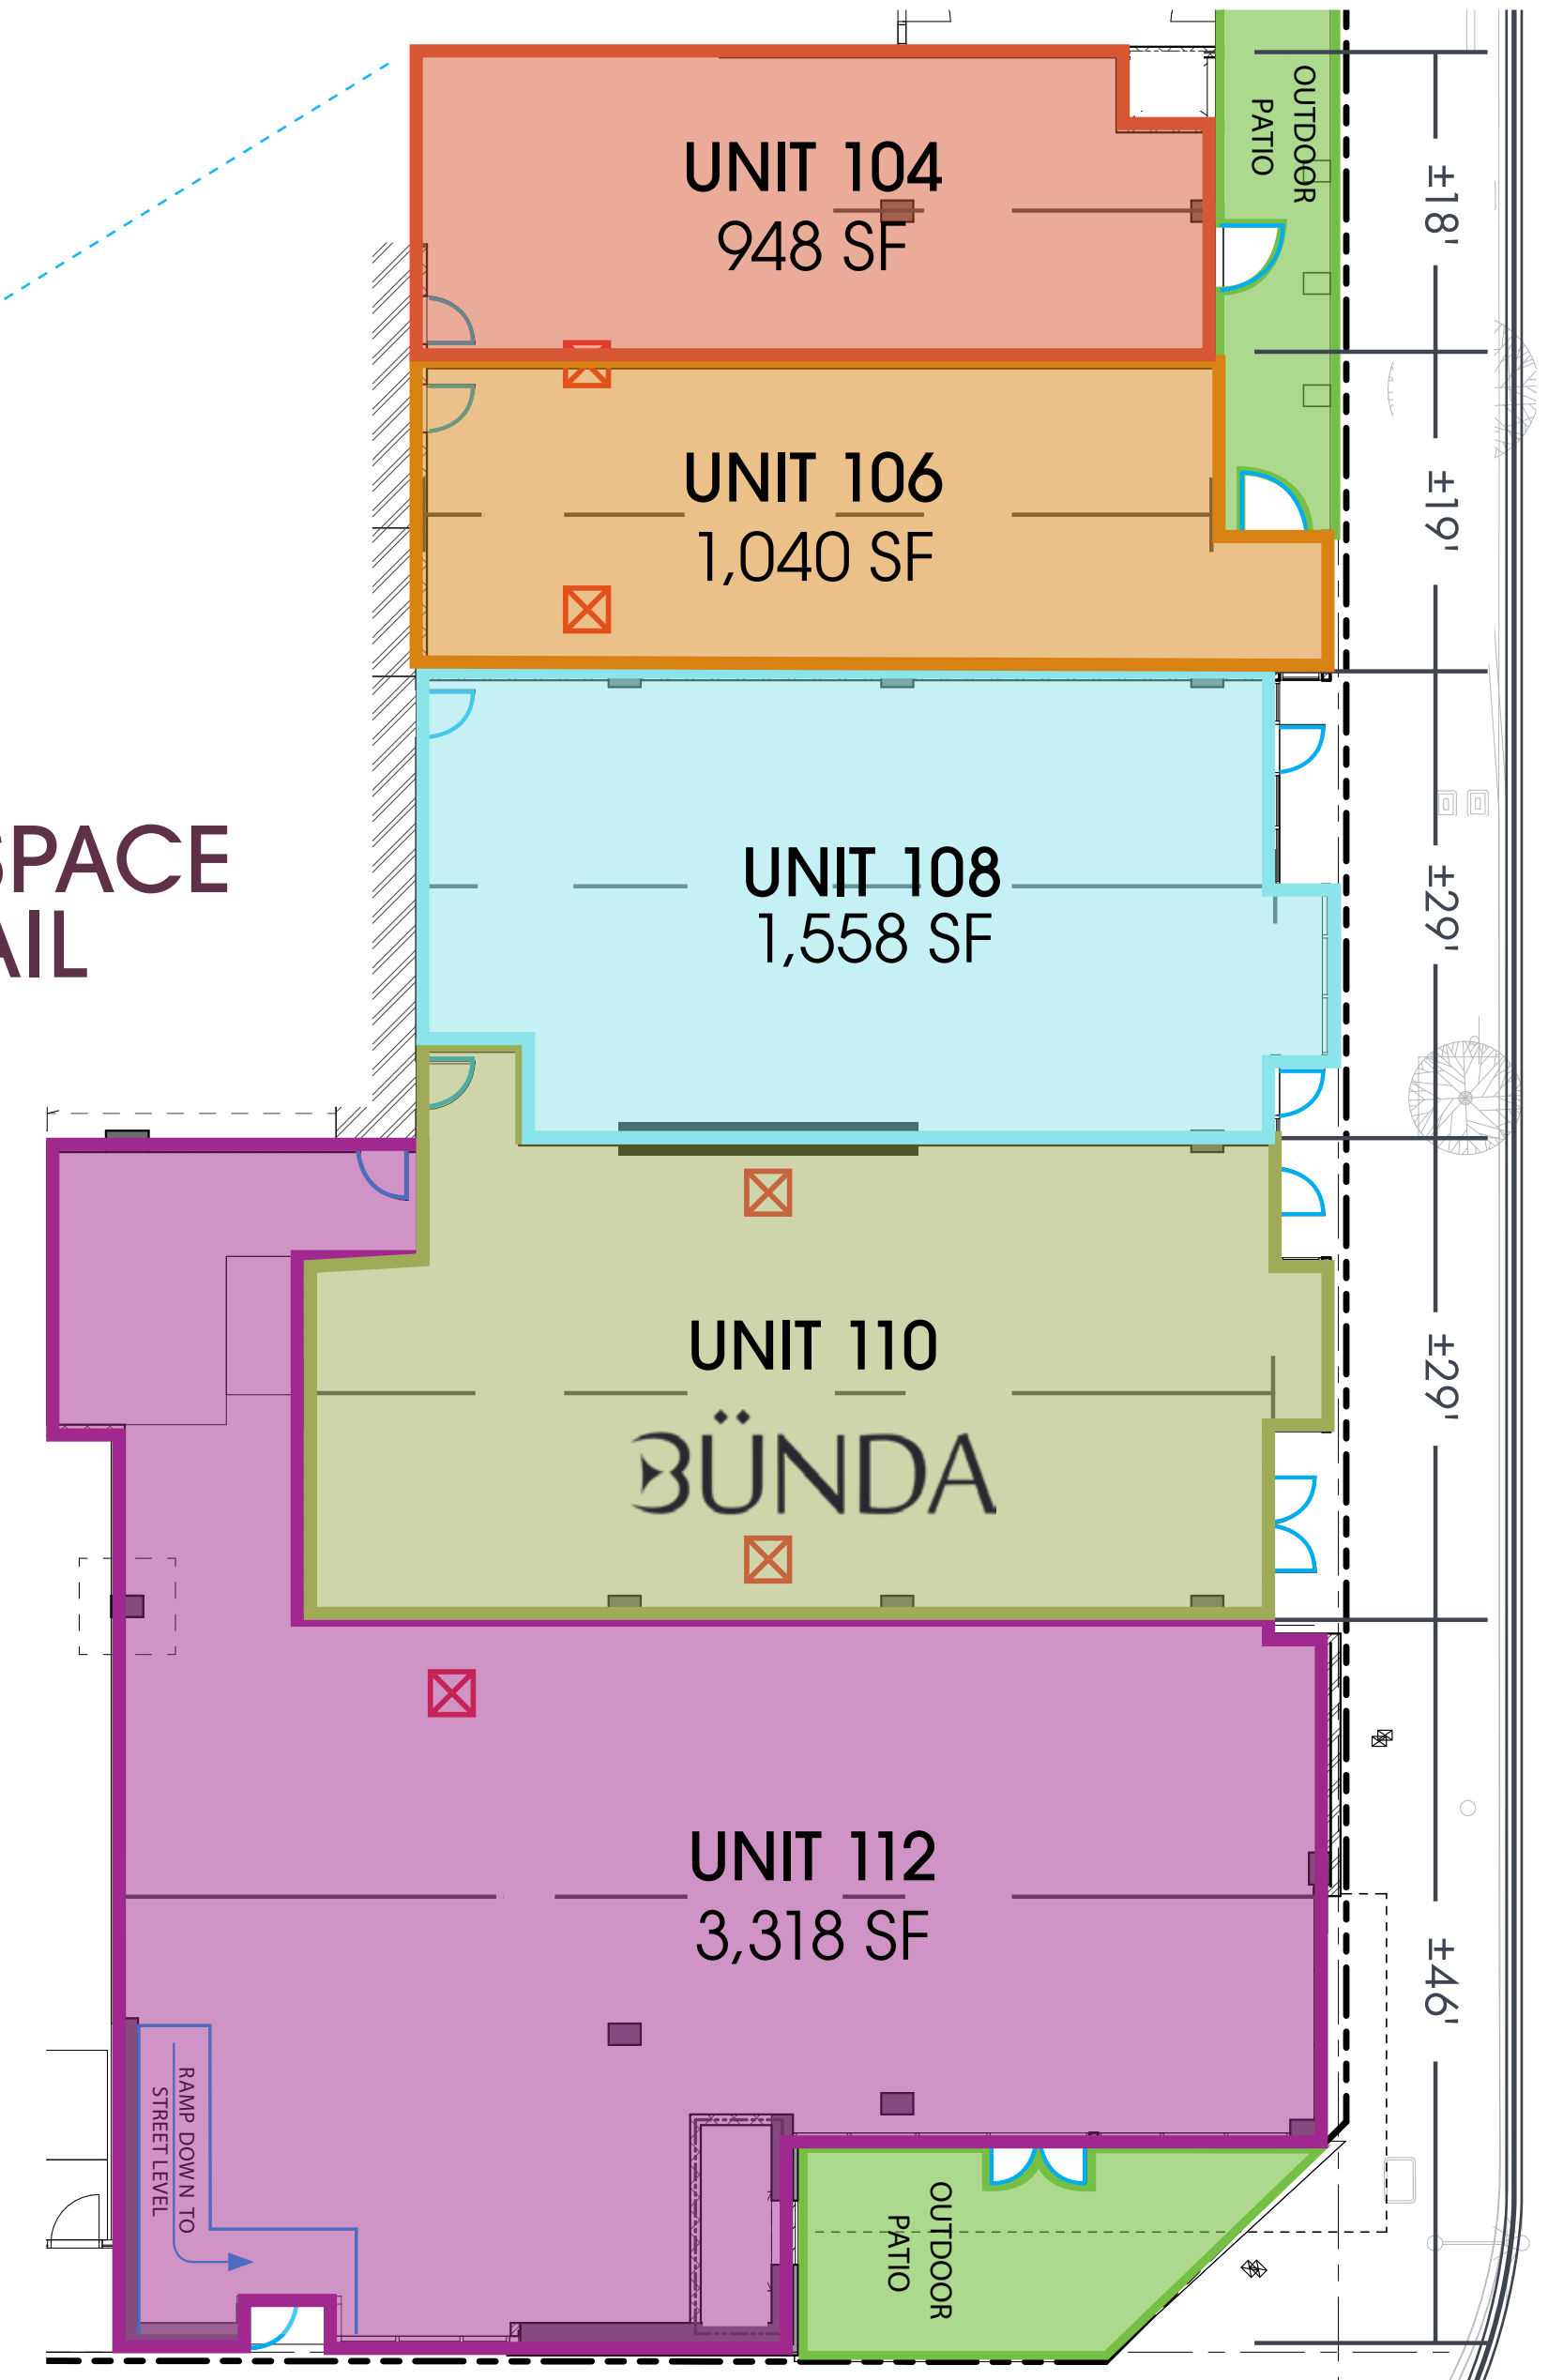 OUTDOOR
PATIO
UNIT 104
948 SF
±18'
UNIT 106
1,040 SF
±19'
SPACE
AIL
UNIT 108
1,558 SF
±29'
UNIT 110
BÜNDA
±29'
UNIT 112
3,318 SF
±46'
RAMP DOWN TO
STREET LEVEL
OUTDOOR
PATIO